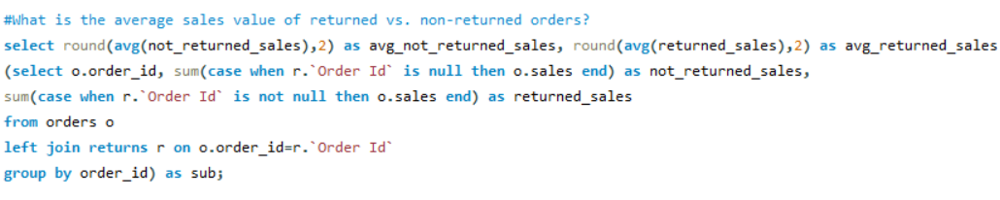 #What is the average sales value of returned vs. non-returned orders?
select round(avg(not_returned_sales),2) as avg_not_returned_sales, round(avg(returned_sales),2) as avg_returned_sales
(select o.order_id, sum(case when r.`Order Id` is null then o.sales end) as not_returned_sales,
sum(case when r.`Order Id` is not null then o.sales end) as returned_sales
from orders o
left join returns r on o.order_id=r.`Order Id`
group by order_id) as sub;